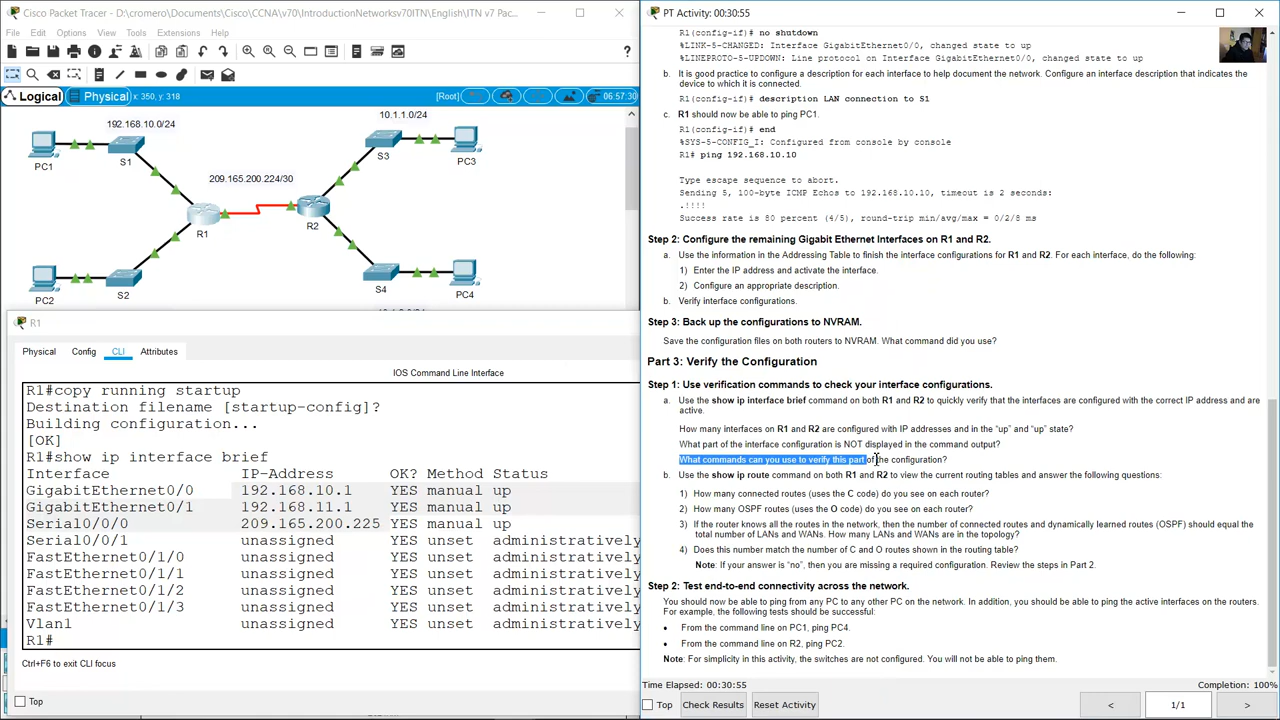 Cisco Packet Tracer - C:\Users\cromero\Documents\Cisco\CCNA\v70\IntroductionNetworksv70ITN\English\ITN v7 Pac...
File Edit Options View Tools Extensions Help
?
Logical Physical x: 350, y: 318 [Root] 06:57:30
192.168.10.0/24
10.1.1.0/24
PC1
S1
S3
PC3
209.165.200.224/30
R1
R2
PC2
S2
S4
PC4
R1
Physical Config CLI Attributes
IOS Command Line Interface
R1#copy running startup
Destination filename [startup-config]?
Building configuration...
[OK]
R1#show ip interface brief
Interface IP-Address OK? Method Status
GigabitEthernet0/0 192.168.10.1 YES manual up
GigabitEthernet0/1 192.168.11.1 YES manual up
Serial0/0/0 209.165.200.225 YES manual up
Serial0/0/1 unassigned YES unset administratively
FastEthernet0/1/0 unassigned YES unset administratively
FastEthernet0/1/1 unassigned YES unset administratively
FastEthernet0/1/2 unassigned YES unset administratively
FastEthernet0/1/3 unassigned YES unset administratively
Vlan1 unassigned YES unset administratively
R1#
Ctrl+F6 to exit CLI focus
Top
PT Activity: 00:30:55
R1(config-if)# no shutdown
%LINK-5-CHANGED: Interface GigabitEthernet0/0, changed state to up
%LINEPROTO-5-UPDOWN: Line protocol on Interface GigabitEthernet0/0, changed state to up
b. It is good practice to configure a description for each interface to help document the network. Configure an interface description that indicates the
device to which it is connected.
R1(config-if)# description LAN connection to S1
c. R1 should now be able to ping PC1.
R1(config-if)# end
%SYS-5-CONFIG_I: Configured from console by console
R1# ping 192.168.10.10
Type escape sequence to abort.
Sending 5, 100-byte ICMP Echos to 192.168.10.10, timeout is 2 seconds:
.!!!!
Success rate is 80 percent (4/5), round-trip min/avg/max = 0/2/8 ms
Step 2: Configure the remaining Gigabit Ethernet Interfaces on R1 and R2.
a. Use the information in the Addressing Table to finish the interface configurations for R1 and R2. For each interface, do the following:
1) Enter the IP address and activate the interface.
2) Configure an appropriate description.
b. Verify interface configurations.
Step 3: Back up the configurations to NVRAM.
Save the configuration files on both routers to NVRAM. What command did you use?
Part 3: Verify the Configuration
Step 1: Use verification commands to check your interface configurations.
a. Use the show ip interface brief command on both R1 and R2 to quickly verify that the interfaces are configured with the correct IP address and are
active.
How many interfaces on R1 and R2 are configured with IP addresses and in the “up” and “up” state?
What part of the interface configuration is NOT displayed in the command output?
What commands can you use to verify this part of the configuration?
b. Use the show ip route command on both R1 and R2 to view the current routing tables and answer the following questions:
1) How many connected routes (uses the C code) do you see on each router?
2) How many OSPF routes (uses the O code) do you see on each router?
3) If the router knows all the routes in the network, then the number of connected routes and dynamically learned routes (OSPF) should equal the
total number of LANs and WANs. How many LANs and WANs are in the topology?
4) Does this number match the number of C and O routes shown in the routing table?
Note: If your answer is “no”, then you are missing a required configuration. Review the steps in Part 2.
Step 2: Test end-to-end connectivity across the network.
You should now be able to ping from any PC to any other PC on the network. In addition, you should be able to ping the active interfaces on the routers.
For example, the following tests should be successful:
• From the command line on PC1, ping PC4.
• From the command line on R2, ping PC2.
Note: For simplicity in this activity, the switches are not configured. You will not be able to ping them.
Time Elapsed: 00:30:55 Completion: 100%
Top Check Results Reset Activity < 1/1 >